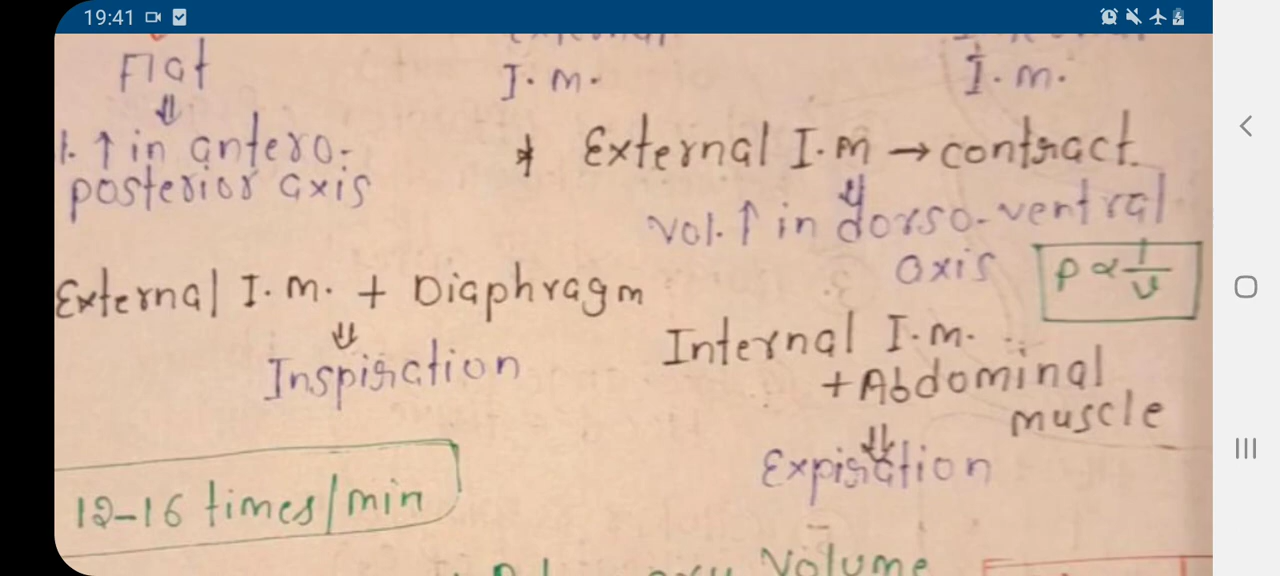 19:41
Flat
I.m.
I.m.
⇓
1. ↑ in antero-
posterior axis
* External I.m → contract.
⇓
Vol. ↑ in dorso-ventral
axis
P ∝ 1/v
External I.m. + Diaphragm
⇓
Inspiration
Internal I.m.
+ Abdominal
muscle
⇓
Expiration
12-16 times/min
Volume